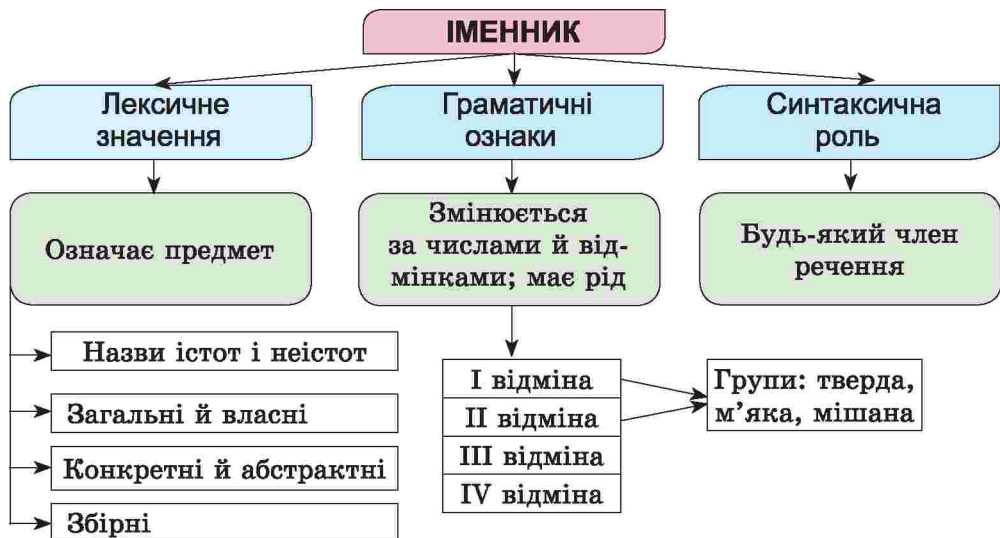 ІМЕННИК
Лексичне
значення
Граматичні
ознаки
Синтаксична
роль
Означає предмет
Змінюється
за числами й від-
мінками; має рід
Будь-який член
речення
Назви істот і неістот
Загальні й власні
Конкретні й абстрактні
Збірні
І відміна
ІІ відміна
ІІІ відміна
IV відміна
Групи: тверда,
м’яка, мішана